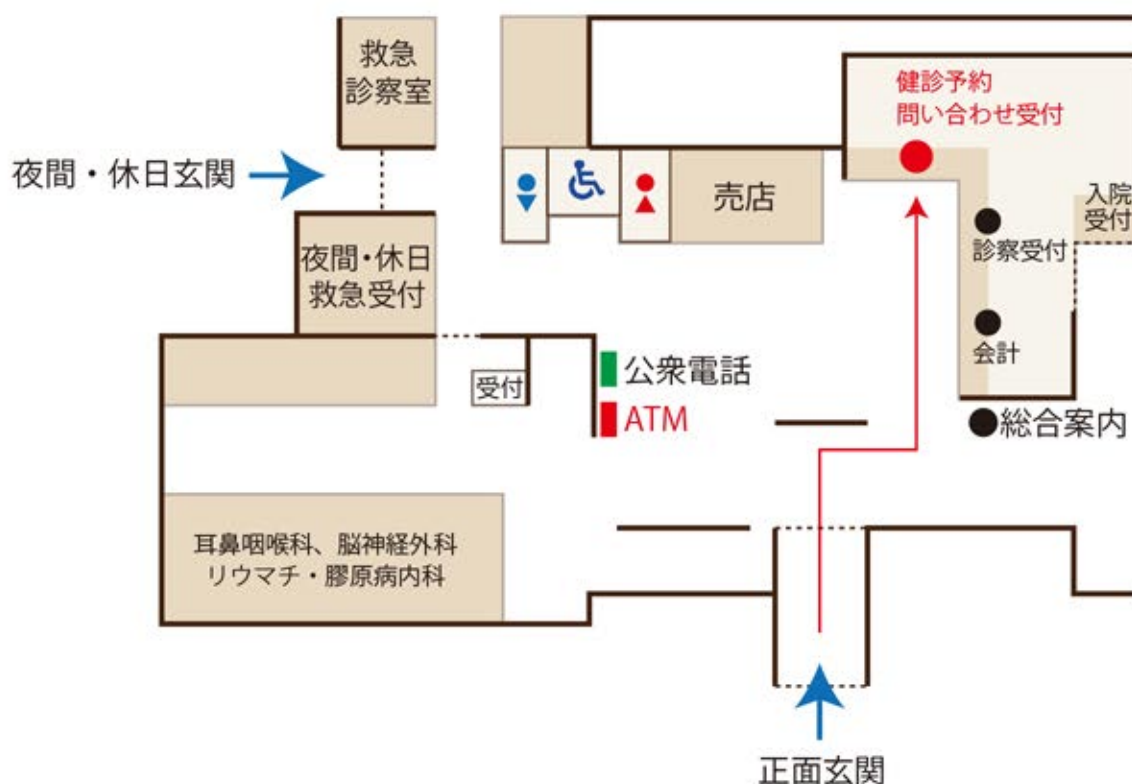 救急
診察室
健診予約
問い合わせ受付
夜間・休日玄関
売店
入院
受付
診察受付
夜間・休日
救急受付
会計
公衆電話
受付
ATM
総合案内
耳鼻咽喉科、脳神経外科
リウマチ・膠原病内科
正面玄関